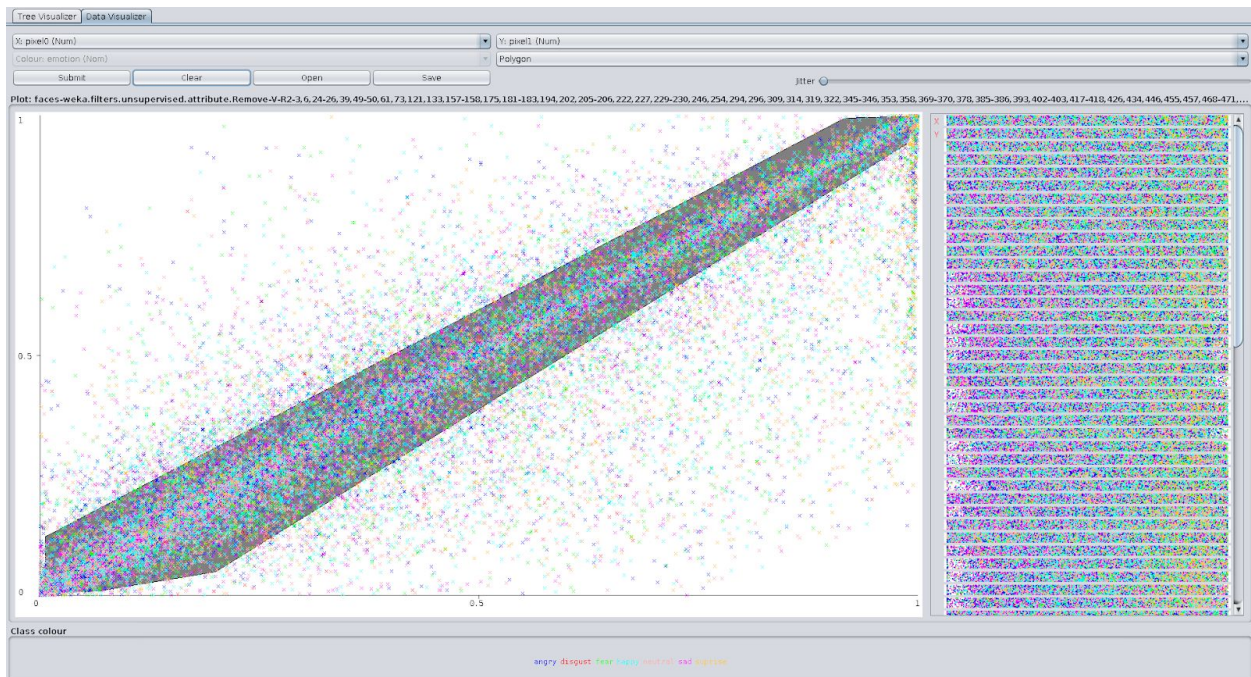 Tree Visualizer Data Visualizer
X: pixel0 (Num) Y: pixel1 (Num)
Colour: emotion (Nom) Polygon
Submit Clear Open Save Jitter
Plot: faces-weka.filters.unsupervised.attribute.Remove-V-R2-3,6,24-26,39,49-50,61,73,121,133,157-158,175,181-183,194,202,205-206,222,227,229-230,246,254,294,296,309,314,319,322,345-346,353,358,369-370,378,385-386,393,402-403,417-418,426,434,446,455,457,468-471,...
1
X
Y
0.5
0
0 0.5 1
Class colour
angry disgust fear happy neutral sad surprise